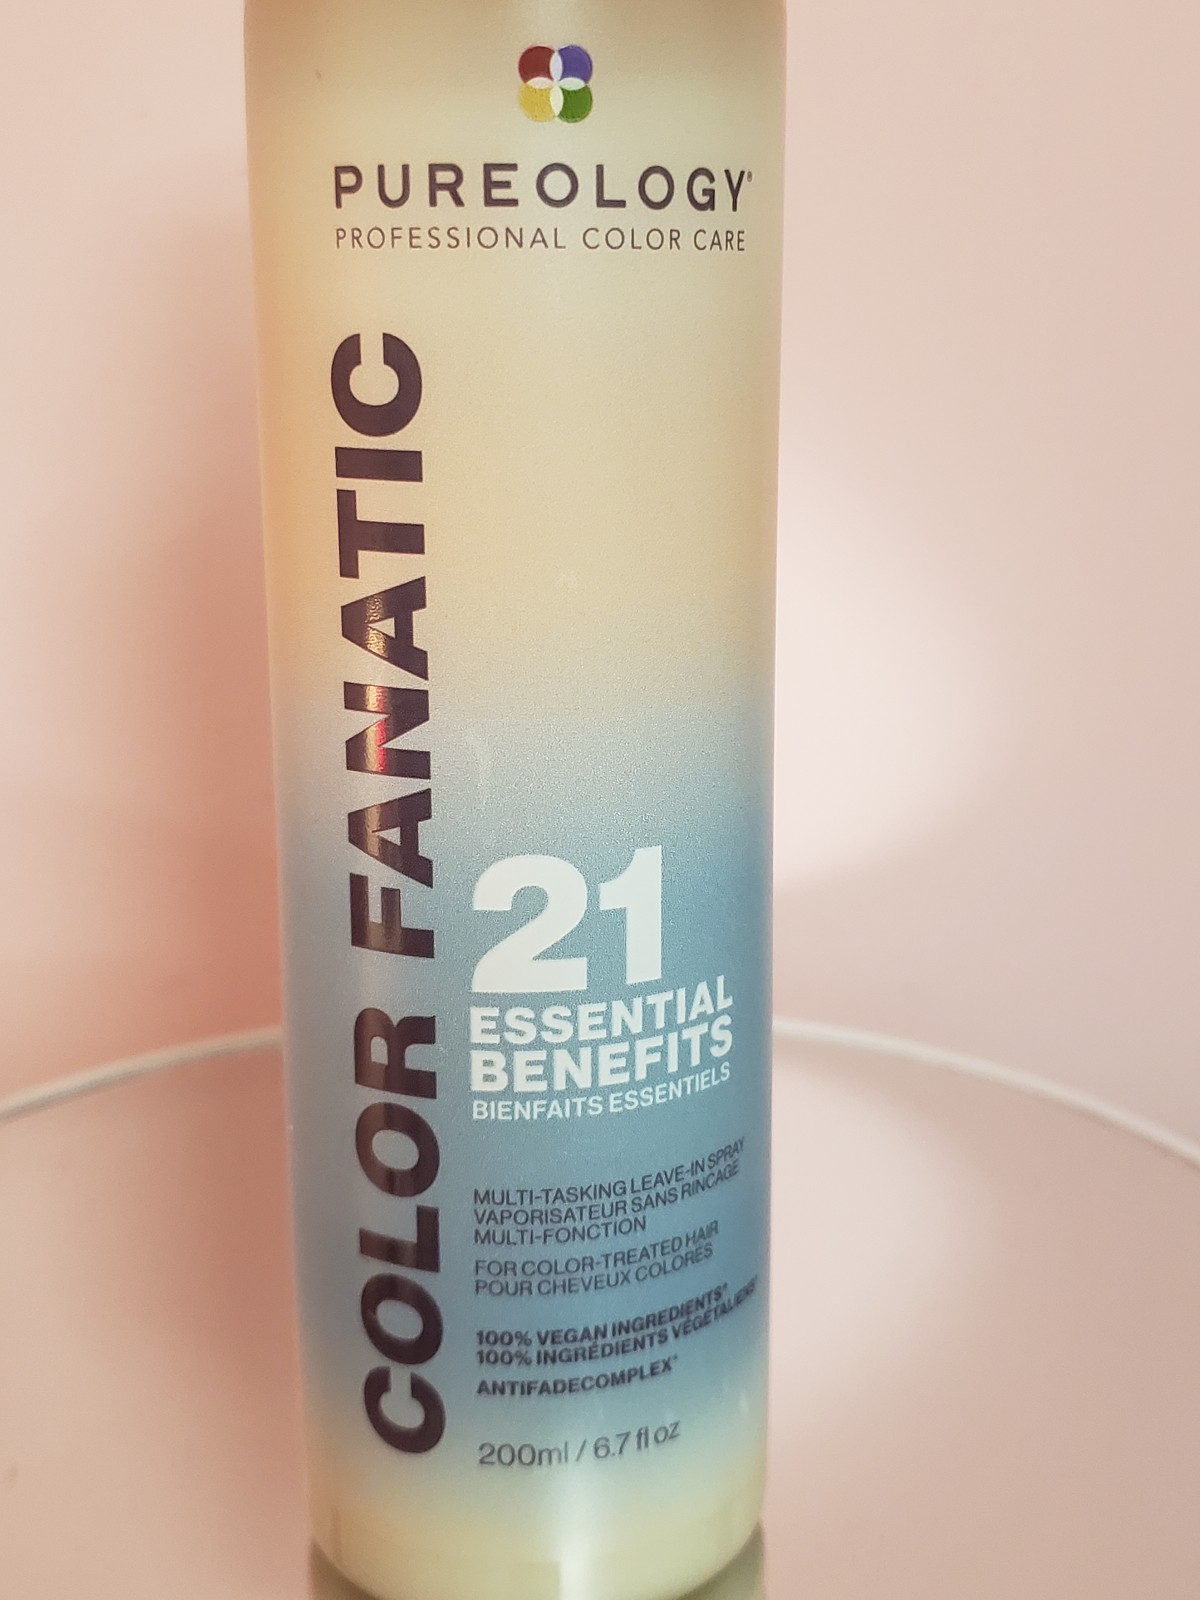 PUREOLOGY®
PROFESSIONAL COLOR CARE
COLOR FANATIC
21
ESSENTIAL
BENEFITS
BIENFAITS ESSENTIELS
MULTI-TASKING LEAVE-IN SPRAY
VAPORISATEUR SANS RINÇAGE
MULTI-FONCTION
FOR COLOR-TREATED HAIR
POUR CHEVEUX COLORÉS
100% VEGAN INGREDIENTS*
100% INGRÉDIENTS VÉGÉTALIENS*
ANTIFADECOMPLEX®
200ml / 6.7 fl oz